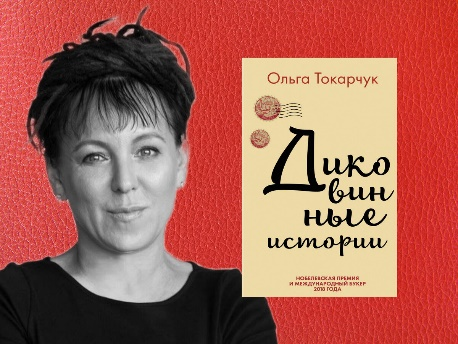 Ольга Токарчук
Дико
вин
ные
истории
НОБЕЛЕВСКАЯ ПРЕМИЯ
И МЕЖДУНАРОДНЫЙ БУКЕР
2018 ГОДА